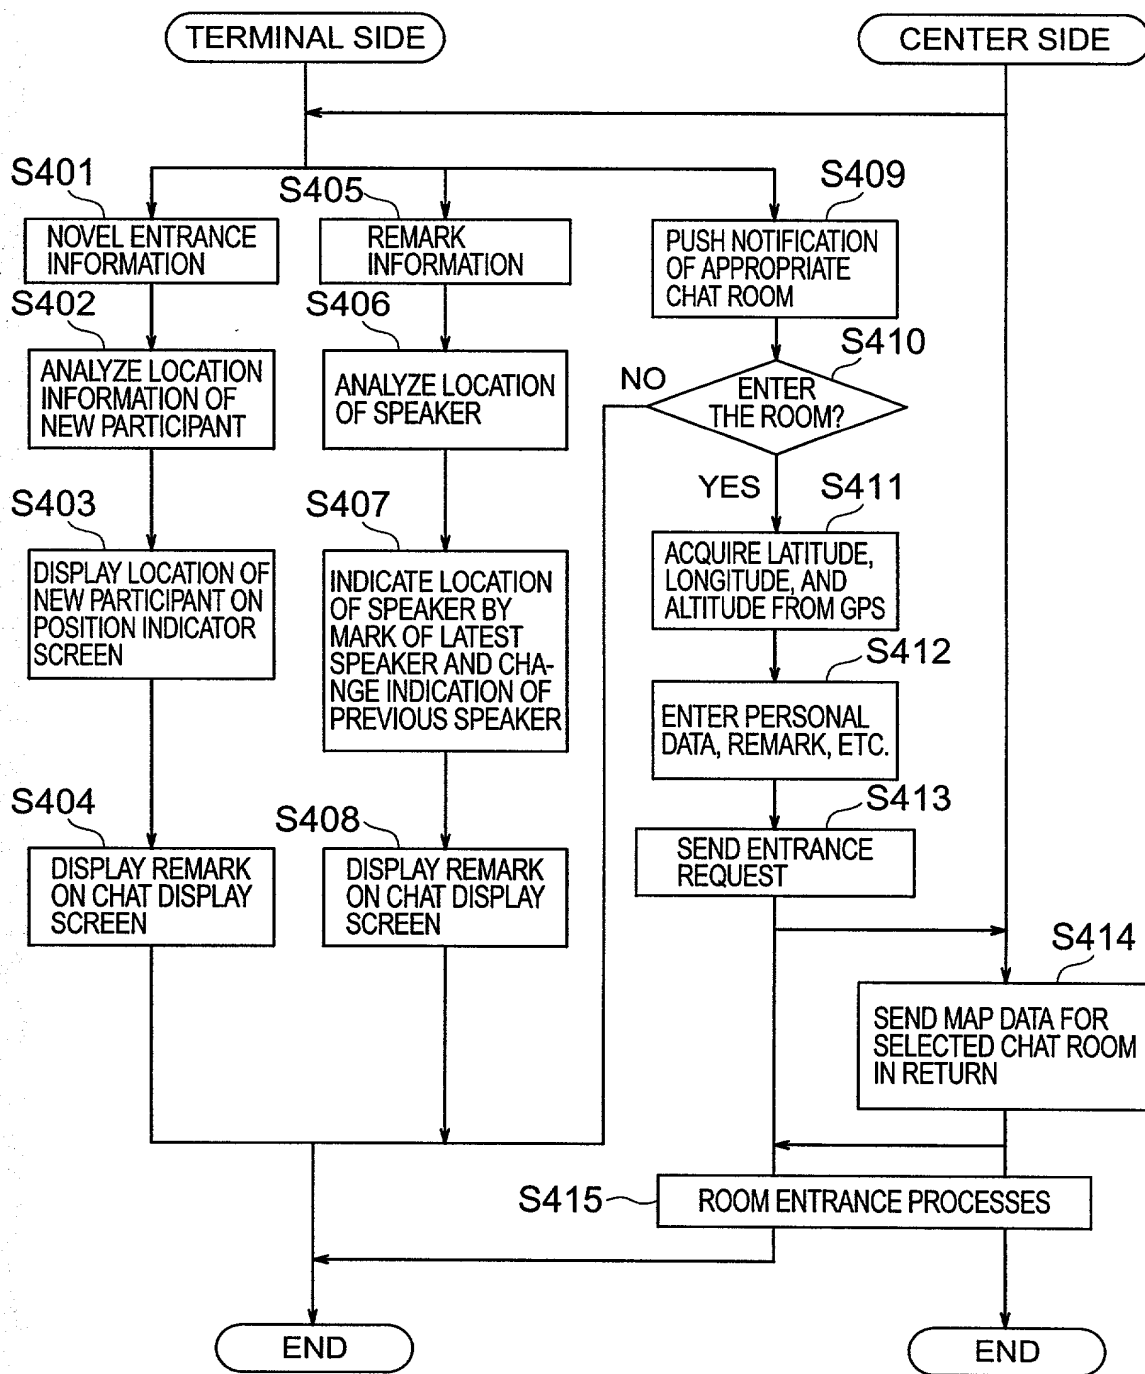 TERMINAL SIDE
CENTER SIDE
S401
NOVEL ENTRANCE
INFORMATION
S402
ANALYZE LOCATION
INFORMATION OF
NEW PARTICIPANT
S403
DISPLAY LOCATION OF
NEW PARTICIPANT ON
POSITION INDICATOR
SCREEN
S404
DISPLAY REMARK
ON CHAT DISPLAY
SCREEN
S405
REMARK
INFORMATION
S406
ANALYZE LOCATION
OF SPEAKER
S407
INDICATE LOCATION
OF SPEAKER BY
MARK OF LATEST
SPEAKER AND CHA-
NGE INDICATION OF
PREVIOUS SPEAKER
S408
DISPLAY REMARK
ON CHAT DISPLAY
SCREEN
S409
PUSH NOTIFICATION
OF APPROPRIATE
CHAT ROOM
S410
ENTER
THE ROOM?
NO
YES
S411
ACQUIRE LATITUDE,
LONGITUDE, AND
ALTITUDE FROM GPS
S412
ENTER PERSONAL
DATA, REMARK, ETC.
S413
SEND ENTRANCE
REQUEST
S414
SEND MAP DATA FOR
SELECTED CHAT ROOM
IN RETURN
S415
ROOM ENTRANCE PROCESSES
END
END